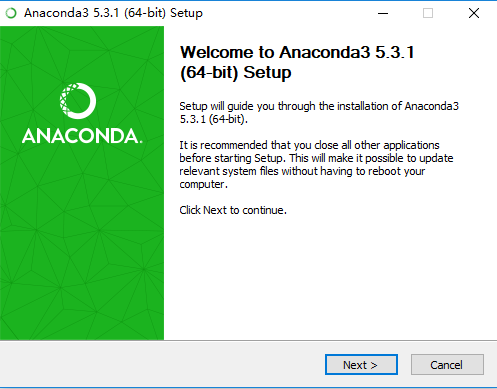 Anaconda3 5.3.1 (64-bit) Setup
ANACONDA.
Welcome to Anaconda3 5.3.1
(64-bit) Setup
Setup will guide you through the installation of Anaconda3
5.3.1 (64-bit).
It is recommended that you close all other applications
before starting Setup. This will make it possible to update
relevant system files without having to reboot your
computer.
Click Next to continue.
Next >
Cancel